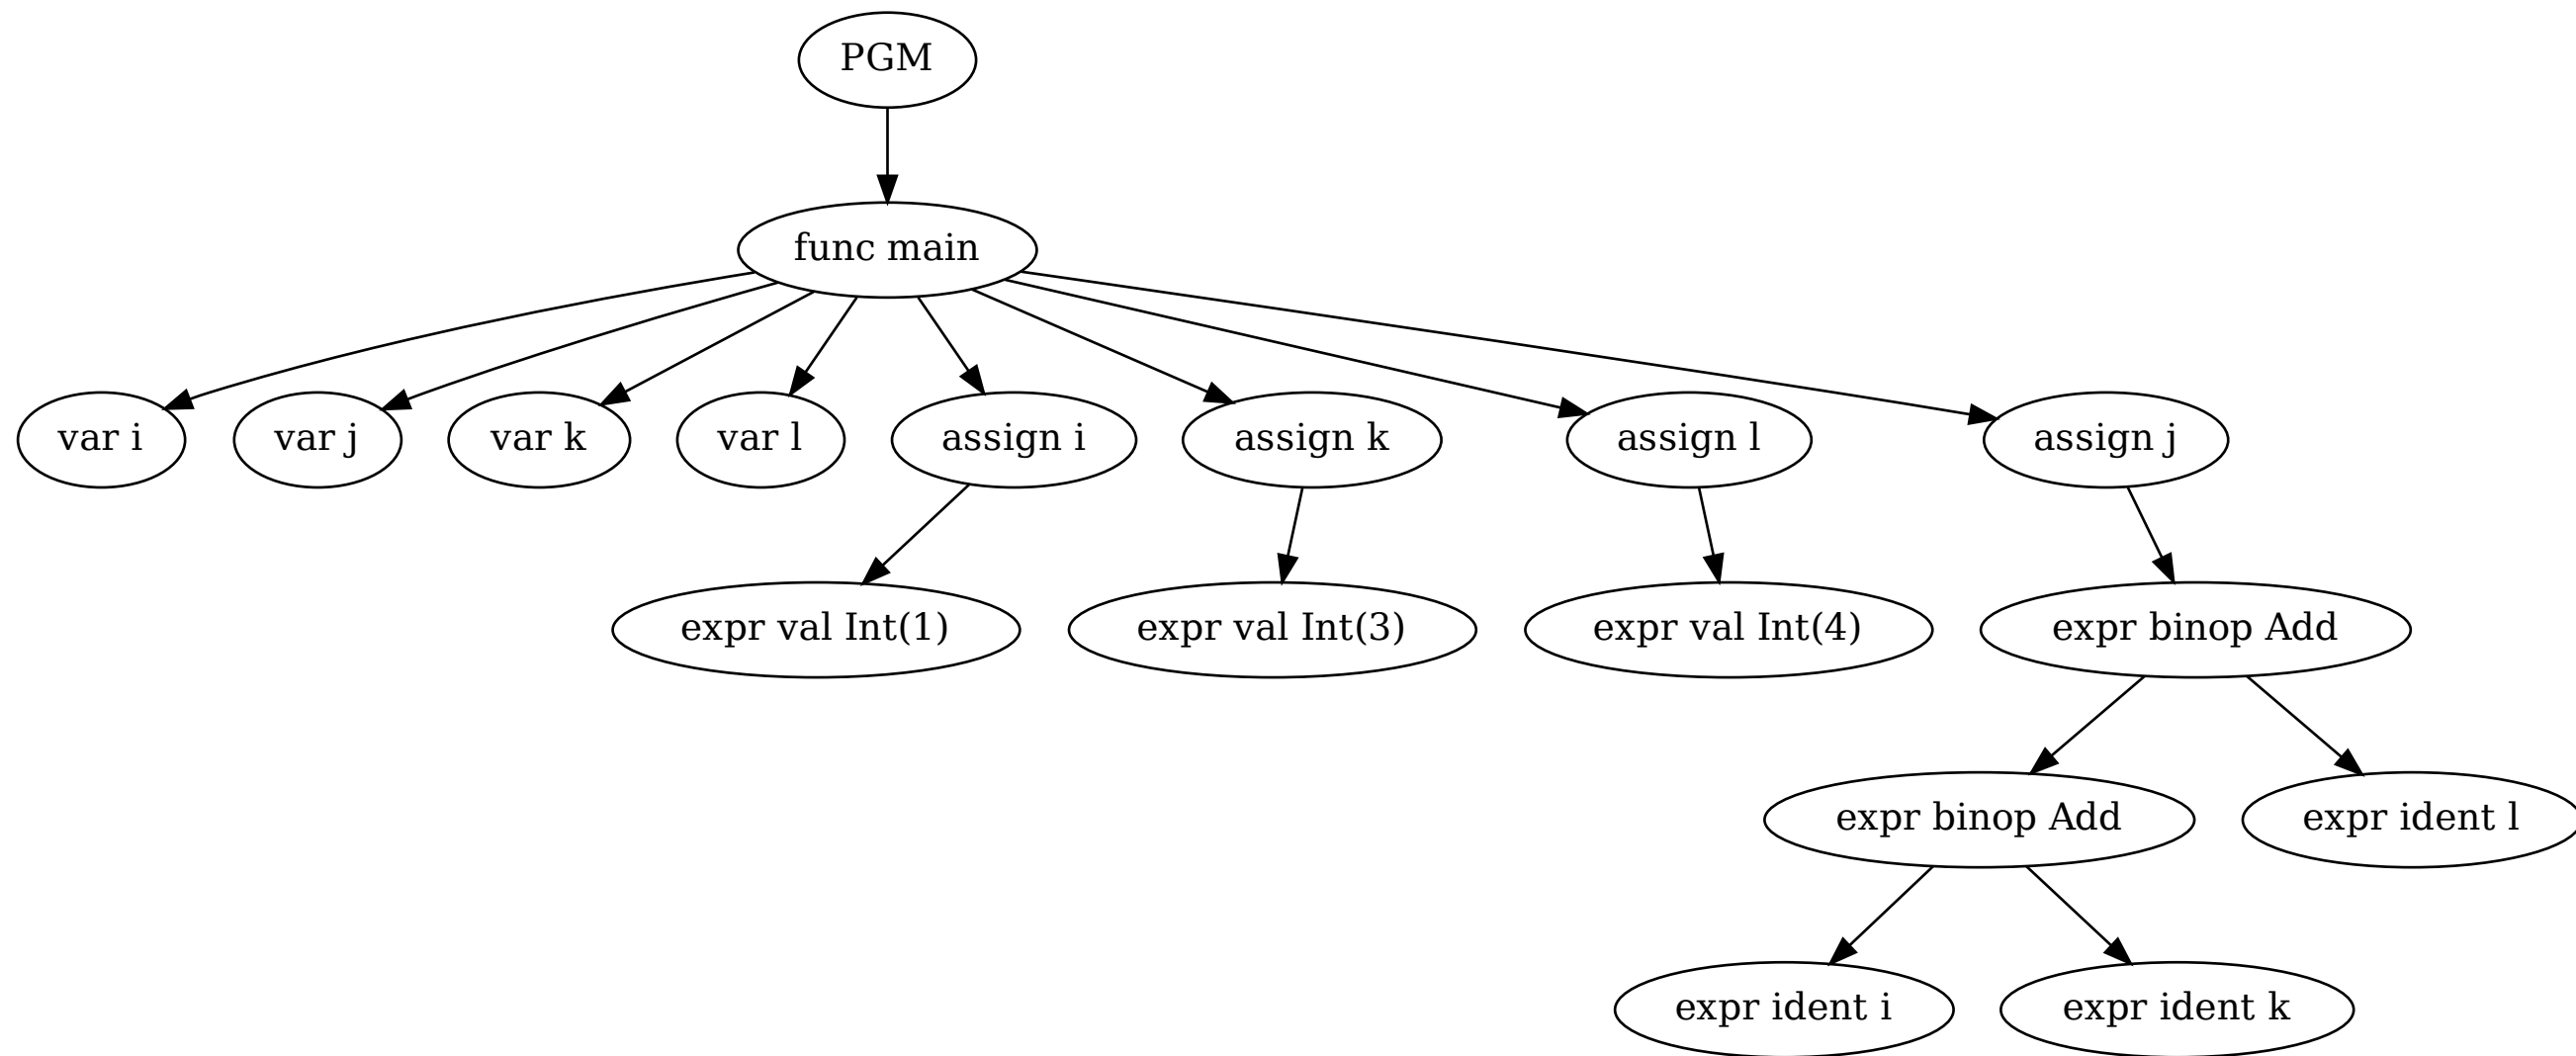 PGM
func main
var i
var j
var k
var l
assign i
assign k
assign l
assign j
expr val Int(1)
expr val Int(3)
expr val Int(4)
expr binop Add
expr binop Add
expr ident l
expr ident i
expr ident k